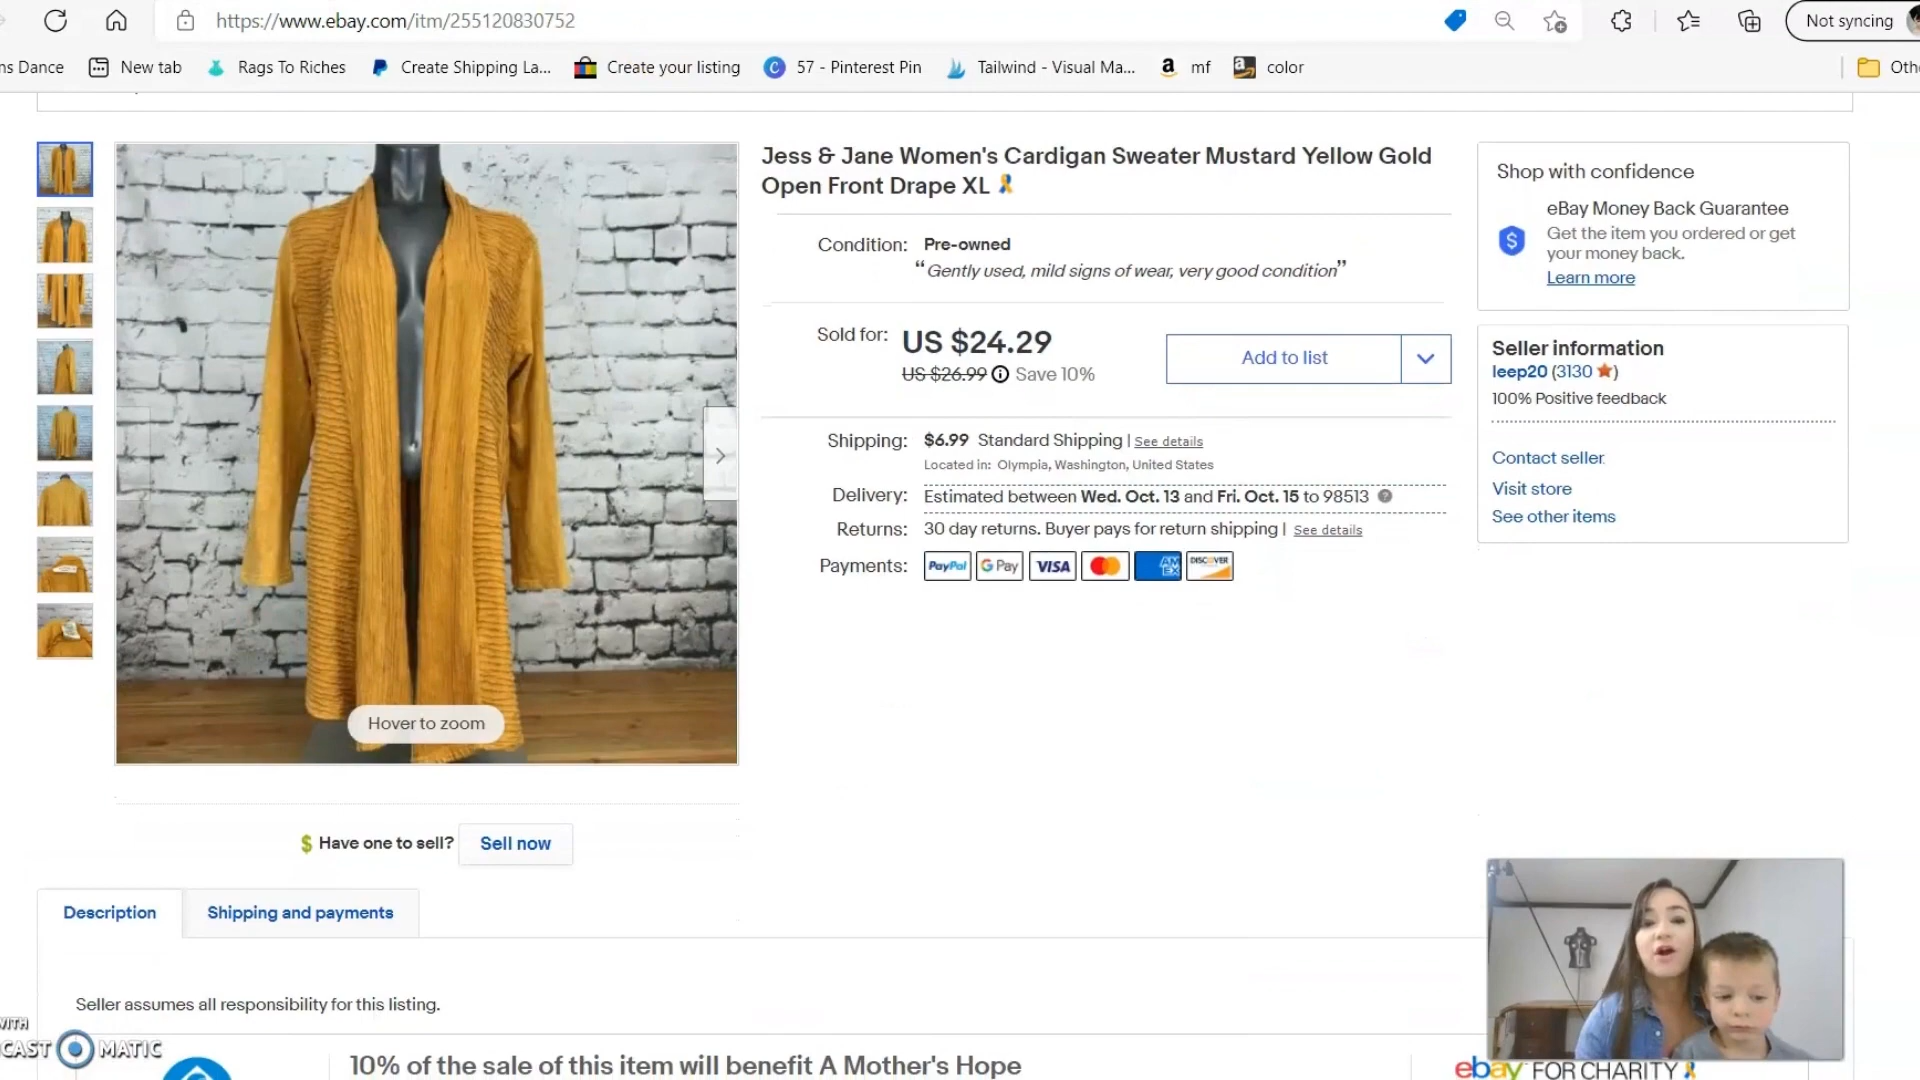 https://www.ebay.com/itm/255120830752
Not syncing
ns Dance
New tab
Rags To Riches
Create Shipping La...
Create your listing
57 - Pinterest Pin
Tailwind - Visual Ma...
mf
color
Othe
Jess & Jane Women's Cardigan Sweater Mustard Yellow Gold
Open Front Drape XL
Condition: Pre-owned
“Gently used, mild signs of wear, very good condition”
Sold for: US $24.29
US $26.99 Save 10%
Add to list
Shipping: $6.99 Standard Shipping | See details
Located in: Olympia, Washington, United States
Delivery: Estimated between Wed. Oct. 13 and Fri. Oct. 15 to 98513
Returns: 30 day returns. Buyer pays for return shipping | See details
Payments: PayPal G Pay VISA AM EX DISCOVER
Shop with confidence
eBay Money Back Guarantee
Get the item you ordered or get
your money back.
Learn more
Seller information
leep20 (3130)
100% Positive feedback
Contact seller
Visit store
See other items
Hover to zoom
Have one to sell? Sell now
Description
Shipping and payments
Seller assumes all responsibility for this listing.
WITH
CAST MATIC
10% of the sale of this item will benefit A Mother's Hope
ebay FOR CHARITY